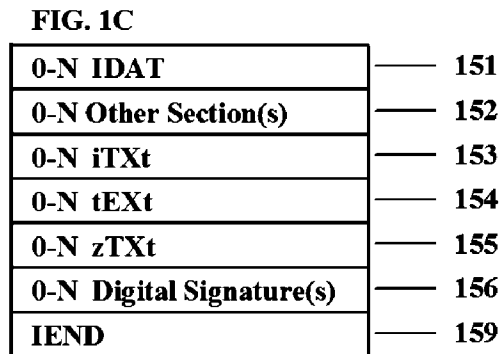 FIG. 1C
0-N IDAT 151
0-N Other Section(s) 152
0-N iTXt 153
0-N tEXt 154
0-N zTXt 155
0-N Digital Signature(s) 156
IEND 159